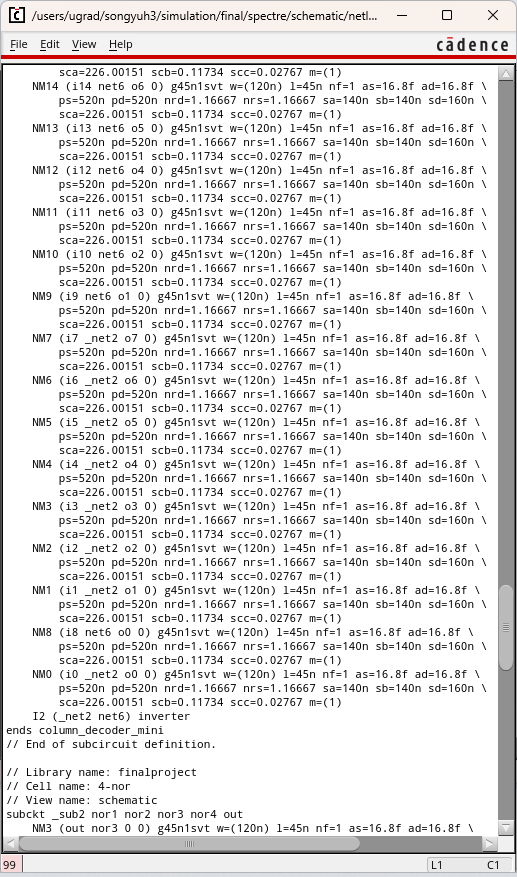 /users/ugrad/songyuh3/simulation/final/spectre/schematic/netl...
File Edit View Help
cādence
sca=226.00151 scb=0.11734 scc=0.02767 m=(1)
NM14 (i14 net6 o6 0) g45n1svt w=(120n) l=45n nf=1 as=16.8f ad=16.8f \
ps=520n pd=520n nrd=1.16667 nrs=1.16667 sa=140n sb=140n sd=160n \
sca=226.00151 scb=0.11734 scc=0.02767 m=(1)
NM13 (i13 net6 o5 0) g45n1svt w=(120n) l=45n nf=1 as=16.8f ad=16.8f \
ps=520n pd=520n nrd=1.16667 nrs=1.16667 sa=140n sb=140n sd=160n \
sca=226.00151 scb=0.11734 scc=0.02767 m=(1)
NM12 (i12 net6 o4 0) g45n1svt w=(120n) l=45n nf=1 as=16.8f ad=16.8f \
ps=520n pd=520n nrd=1.16667 nrs=1.16667 sa=140n sb=140n sd=160n \
sca=226.00151 scb=0.11734 scc=0.02767 m=(1)
NM11 (i11 net6 o3 0) g45n1svt w=(120n) l=45n nf=1 as=16.8f ad=16.8f \
ps=520n pd=520n nrd=1.16667 nrs=1.16667 sa=140n sb=140n sd=160n \
sca=226.00151 scb=0.11734 scc=0.02767 m=(1)
NM10 (i10 net6 o2 0) g45n1svt w=(120n) l=45n nf=1 as=16.8f ad=16.8f \
ps=520n pd=520n nrd=1.16667 nrs=1.16667 sa=140n sb=140n sd=160n \
sca=226.00151 scb=0.11734 scc=0.02767 m=(1)
NM9 (i9 net6 o1 0) g45n1svt w=(120n) l=45n nf=1 as=16.8f ad=16.8f \
ps=520n pd=520n nrd=1.16667 nrs=1.16667 sa=140n sb=140n sd=160n \
sca=226.00151 scb=0.11734 scc=0.02767 m=(1)
NM7 (i7 _net2 o7 0) g45n1svt w=(120n) l=45n nf=1 as=16.8f ad=16.8f \
ps=520n pd=520n nrd=1.16667 nrs=1.16667 sa=140n sb=140n sd=160n \
sca=226.00151 scb=0.11734 scc=0.02767 m=(1)
NM6 (i6 _net2 o6 0) g45n1svt w=(120n) l=45n nf=1 as=16.8f ad=16.8f \
ps=520n pd=520n nrd=1.16667 nrs=1.16667 sa=140n sb=140n sd=160n \
sca=226.00151 scb=0.11734 scc=0.02767 m=(1)
NM5 (i5 _net2 o5 0) g45n1svt w=(120n) l=45n nf=1 as=16.8f ad=16.8f \
ps=520n pd=520n nrd=1.16667 nrs=1.16667 sa=140n sb=140n sd=160n \
sca=226.00151 scb=0.11734 scc=0.02767 m=(1)
NM4 (i4 _net2 o4 0) g45n1svt w=(120n) l=45n nf=1 as=16.8f ad=16.8f \
ps=520n pd=520n nrd=1.16667 nrs=1.16667 sa=140n sb=140n sd=160n \
sca=226.00151 scb=0.11734 scc=0.02767 m=(1)
NM3 (i3 _net2 o3 0) g45n1svt w=(120n) l=45n nf=1 as=16.8f ad=16.8f \
ps=520n pd=520n nrd=1.16667 nrs=1.16667 sa=140n sb=140n sd=160n \
sca=226.00151 scb=0.11734 scc=0.02767 m=(1)
NM2 (i2 _net2 o2 0) g45n1svt w=(120n) l=45n nf=1 as=16.8f ad=16.8f \
ps=520n pd=520n nrd=1.16667 nrs=1.16667 sa=140n sb=140n sd=160n \
sca=226.00151 scb=0.11734 scc=0.02767 m=(1)
NM1 (i1 _net2 o1 0) g45n1svt w=(120n) l=45n nf=1 as=16.8f ad=16.8f \
ps=520n pd=520n nrd=1.16667 nrs=1.16667 sa=140n sb=140n sd=160n \
sca=226.00151 scb=0.11734 scc=0.02767 m=(1)
NM8 (i8 net6 o0 0) g45n1svt w=(120n) l=45n nf=1 as=16.8f ad=16.8f \
ps=520n pd=520n nrd=1.16667 nrs=1.16667 sa=140n sb=140n sd=160n \
sca=226.00151 scb=0.11734 scc=0.02767 m=(1)
NM0 (i0 _net2 o0 0) g45n1svt w=(120n) l=45n nf=1 as=16.8f ad=16.8f \
ps=520n pd=520n nrd=1.16667 nrs=1.16667 sa=140n sb=140n sd=160n \
sca=226.00151 scb=0.11734 scc=0.02767 m=(1)
I2 (_net2 net6) inverter
ends column_decoder_mini
// End of subcircuit definition.
// Library name: finalproject
// Cell name: 4-nor
// View name: schematic
subckt _sub2 nor1 nor2 nor3 nor4 out
NM3 (out nor3 0 0) g45n1svt w=(120n) l=45n nf=1 as=16.8f ad=16.8f \
99 L1 C1